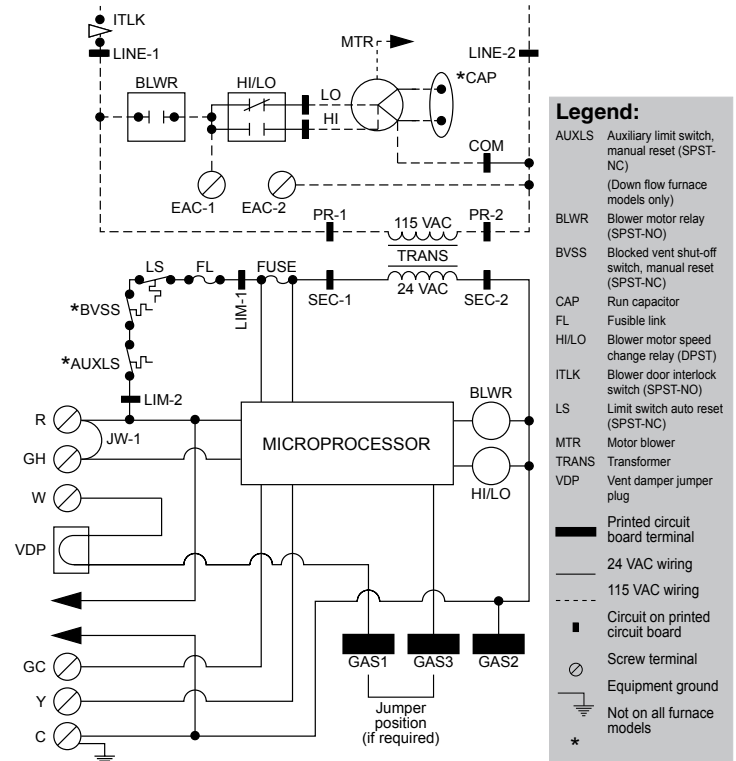 ITLK
LINE-1
MTR
LINE-2
BLWR
HI/LO
*CAP
LO
HI
COM
EAC-1
EAC-2
PR-1
115 VAC
PR-2
TRANS
LS
FL
FUSE
24 VAC
SEC-1
SEC-2
LIM-1
*BVSS
*AUXLS
LIM-2
BLWR
R
JW-1
MICROPROCESSOR
GH
HI/LO
W
VDP
GC
GAS1
GAS3
GAS2
Y
Jumper
position
(if required)
C
Legend:
AUXLS Auxiliary limit switch,
manual reset (SPST-
NC)
(Down flow furnace
models only)
BLWR Blower motor relay
(SPST-NO)
BVSS Blocked vent shut-off
switch, manual reset
(SPST-NC)
CAP Run capacitor
FL Fusible link
HI/LO Blower motor speed
change relay (DPST)
ITLK Blower door interlock
switch (SPST-NO)
LS Limit switch auto reset
(SPST-NC)
MTR Motor blower
TRANS Transformer
VDP Vent damper jumper
plug
Printed circuit
board terminal
24 VAC wiring
115 VAC wiring
Circuit on printed
circuit board
Screw terminal
Equipment ground
Not on all furnace
models
*